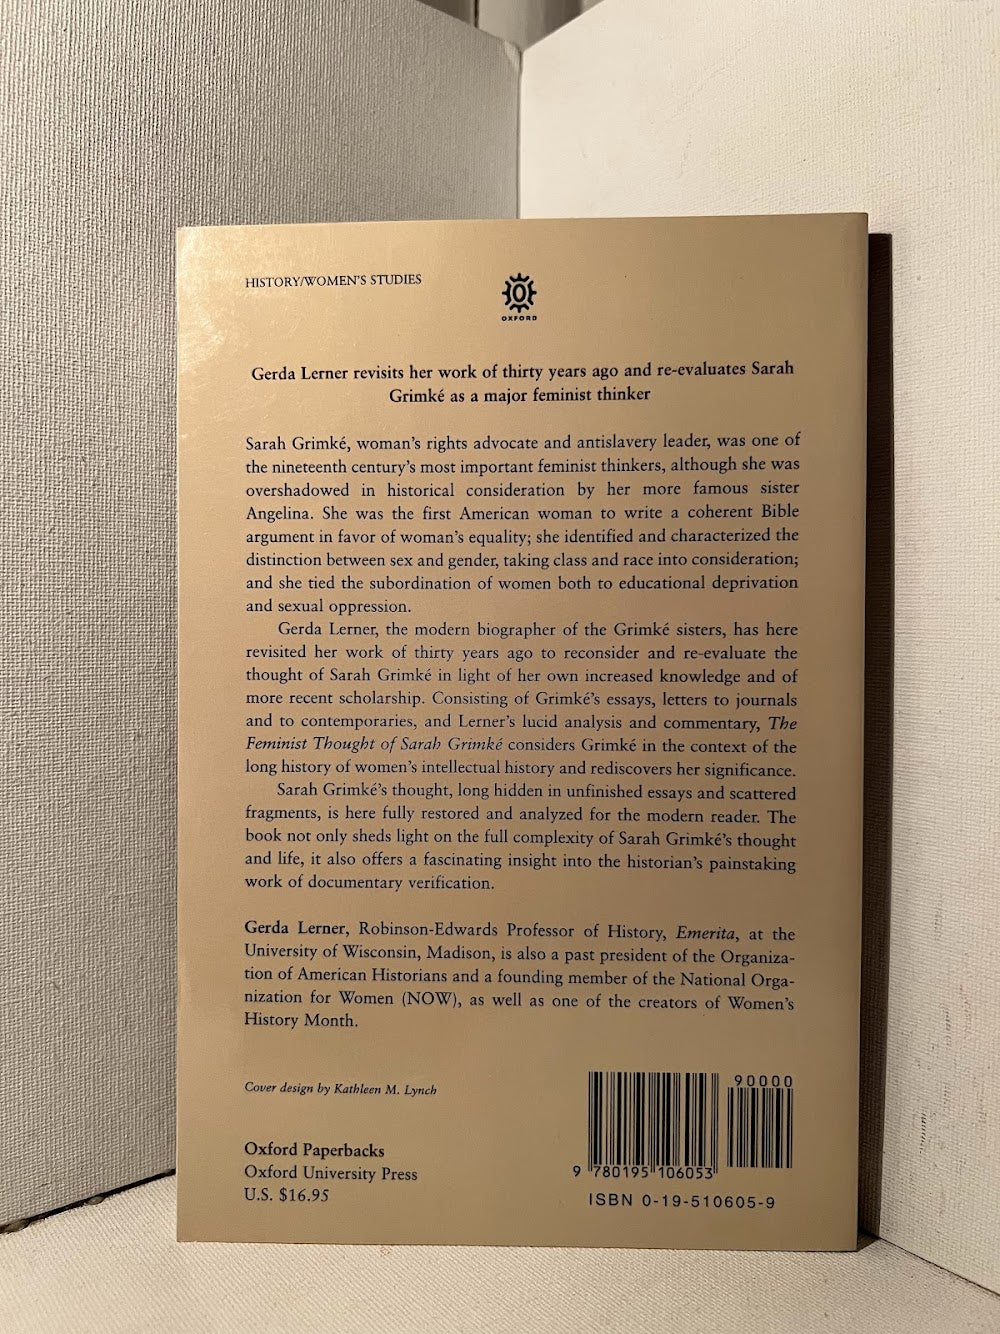 HISTORY/WOMEN'S STUDIES
OXFORD
Gerda Lerner revisits her work of thirty years ago and re-evaluates Sarah
Grimké as a major feminist thinker
Sarah Grimké, woman's rights advocate and antislavery leader, was one of
the nineteenth century's most important feminist thinkers, although she was
overshadowed in historical consideration by her more famous sister
Angelina. She was the first American woman to write a coherent Bible
argument in favor of woman's equality; she identified and characterized the
distinction between sex and gender, taking class and race into consideration;
and she tied the subordination of women both to educational deprivation
and sexual oppression.
Gerda Lerner, the modern biographer of the Grimké sisters, has here
revisited her work of thirty years ago to reconsider and re-evaluate the
thought of Sarah Grimké in light of her own increased knowledge and of
more recent scholarship. Consisting of Grimké's essays, letters to journals
and to contemporaries, and Lerner's lucid analysis and commentary, The
Feminist Thought of Sarah Grimké considers Grimké in the context of the
long history of women's intellectual history and rediscovers her significance.
Sarah Grimké's thought, long hidden in unfinished essays and scattered
fragments, is here fully restored and analyzed for the modern reader. The
book not only sheds light on the full complexity of Sarah Grimké's thought
and life, it also offers a fascinating insight into the historian's painstaking
work of documentary verification.
Gerda Lerner, Robinson-Edwards Professor of History, Emerita, at the
University of Wisconsin, Madison, is also a past president of the Organiza-
tion of American Historians and a founding member of the National Orga-
nization for Women (NOW), as well as one of the creators of Women's
History Month.
Cover design by Kathleen M. Lynch
Oxford Paperbacks
Oxford University Press
U.S. $16.95
90000
9 780195 106053
ISBN 0-19-510605-9